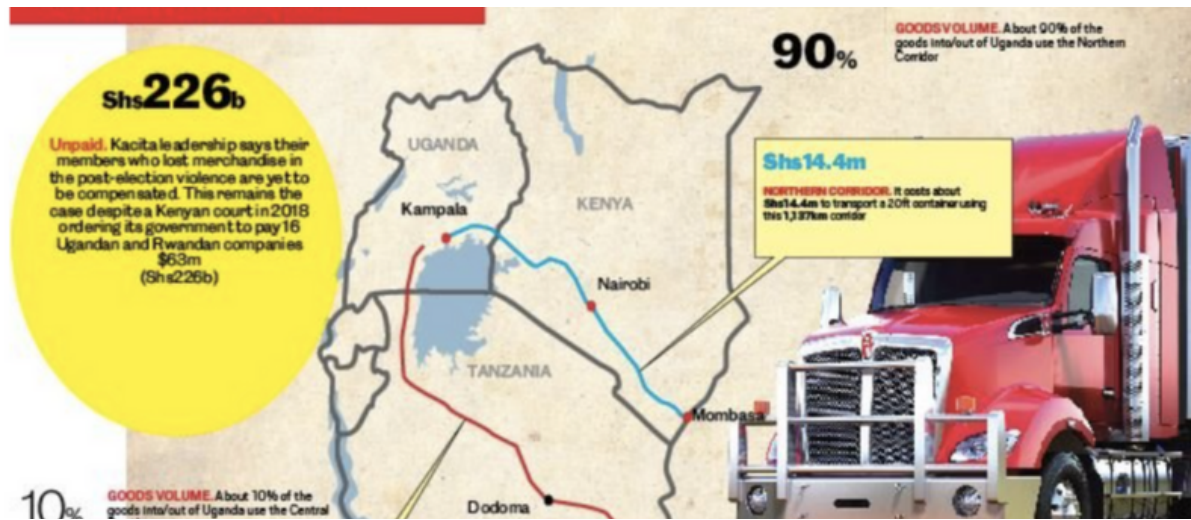 Shs226b
Unpaid. Kacita leadership says their
members who lost merchandise in
the post-election violence are yet to
be compensated. This remains the
case despite a Kenyan court in 2018
ordering its government to pay 16
Ugandan and Rwandan companies
$63m
(Shs226b)
90%
GOODS VOLUME. About 90% of the
goods into/out of Uganda use the Northern
Corridor
UGANDA
KENYA
Kampala
Shs14.4m
NORTHERN CORRIDOR. It costs about
Shs14.4m to transport a 20ft container using
this 1,137km corridor
Nairobi
TANZANIA
Mombasa
10%
GOODS VOLUME. About 10% of the
goods into/out of Uganda use the Central
Dodoma